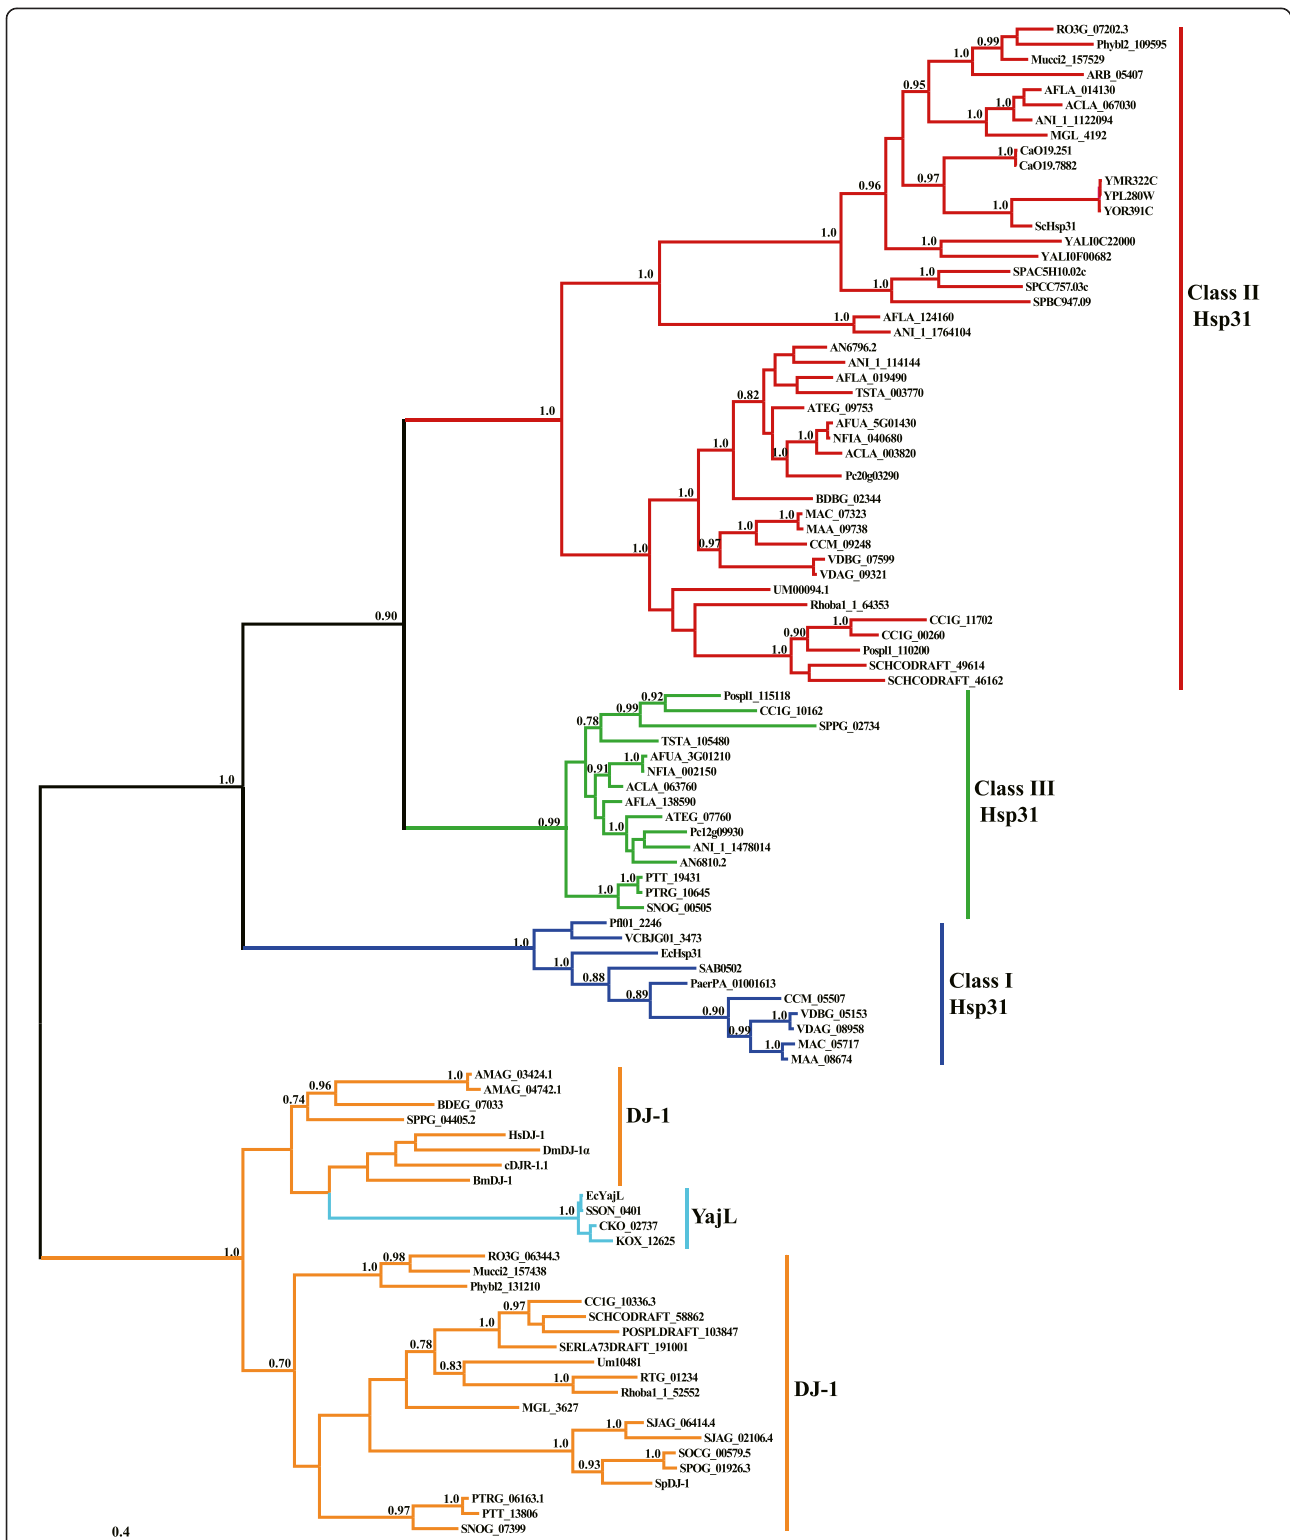 RO3G_07202.3
0.99
Phybl2_109595
1.0
Mucci2_157529
ARB_05407
0.95
AFLA_014130
1.0
ACLA_067030
1.0
ANI_1_1122094
MGL_4192
1.0
CaO19.251
CaO19.7882
0.97
YMR322C
0.96
YPL280W
1.0
YOR391C
ScHsp31
1.0
1.0
YALI0C22000
YALI0F00682
1.0
1.0
SPAC5H10.02c
1.0
SPCC757.03c
SPBC947.09
Class II
Hsp31
1.0
AFLA_124160
ANI_1_1764104
AN6796.2
ANI_1_114144
AFLA_019490
0.82
TSTA_003770
1.0
ATEG_09753
AFUA_5G01430
1.0
NFIA_040680
1.0
1.0
ACLA_003820
Pc20g03290
1.0
BDBG_02344
1.0
MAC_07323
1.0
MAA_09738
1.0
0.97
CCM_09248
VDBG_07599
VDAG_09321
UM00094.1
Rhoba1_1_64353
0.90
1.0
CC1G_11702
0.90
CC1G_00260
1.0
Pospl1_110200
SCHCODRAFT_49614
SCHCODRAFT_46162
0.92
Pospl1_115118
0.99
CC1G_10162
0.78
SPPG_02734
TSTA_105480
1.0
AFUA_3G01210
0.91
NFIA_002150
1.0
ACLA_063760
AFLA_138590
Class III
Hsp31
0.99
ATEG_07760
1.0
Pc12g09930
ANI_1_1478014
AN6810.2
1.0
PTT_19431
1.0
PTRG_10645
SNOG_00505
Pfl01_2246
1.0
VCBJG01_3473
1.0
EcHsp31
0.88
SAB0502
0.89
PaerPA_01001613
Class I
Hsp31
0.90
CCM_05507
1.0
VDBG_05153
0.99
VDAG_08958
1.0
MAC_05717
MAA_08674
1.0
AMAG_03424.1
0.96
AMAG_04742.1
0.74
BDEG_07033
SPPG_04405.2
DJ-1
HsDJ-1
DmDJ-1α
cDJR-1.1
BmDJ-1
EcYajL
1.0
SSON_0401
YajL
CKO_02737
KOX_12625
1.0
0.98
RO3G_06344.3
1.0
Mucci2_157438
Phybl2_131210
0.97
CC1G_10336.3
1.0
SCHCODRAFT_58862
POSPLDRAFT_103847
0.78
SERLA73DRAFT_191001
0.70
0.83
Um10481
1.0
RTG_01234
Rhoba1_1_52552
DJ-1
MGL_3627
1.0
SJAG_06414.4
SJAG_02106.4
1.0
1.0
SOCG_00579.5
0.93
SPOG_01926.3
SpDJ-1
1.0
PTRG_06163.1
0.97
PTT_13806
SNOG_07399
0.4